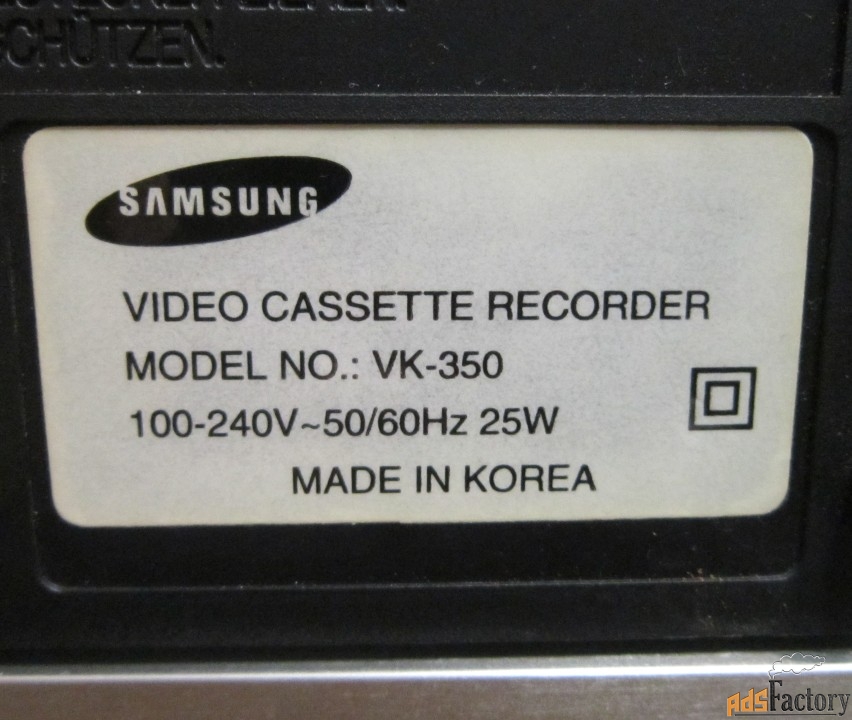 SCHÜTZEN.
SAMSUNG
VIDEO CASSETTE RECORDER
MODEL NO.: VK-350
100-240V~50/60Hz 25W
MADE IN KOREA
AdsFactory